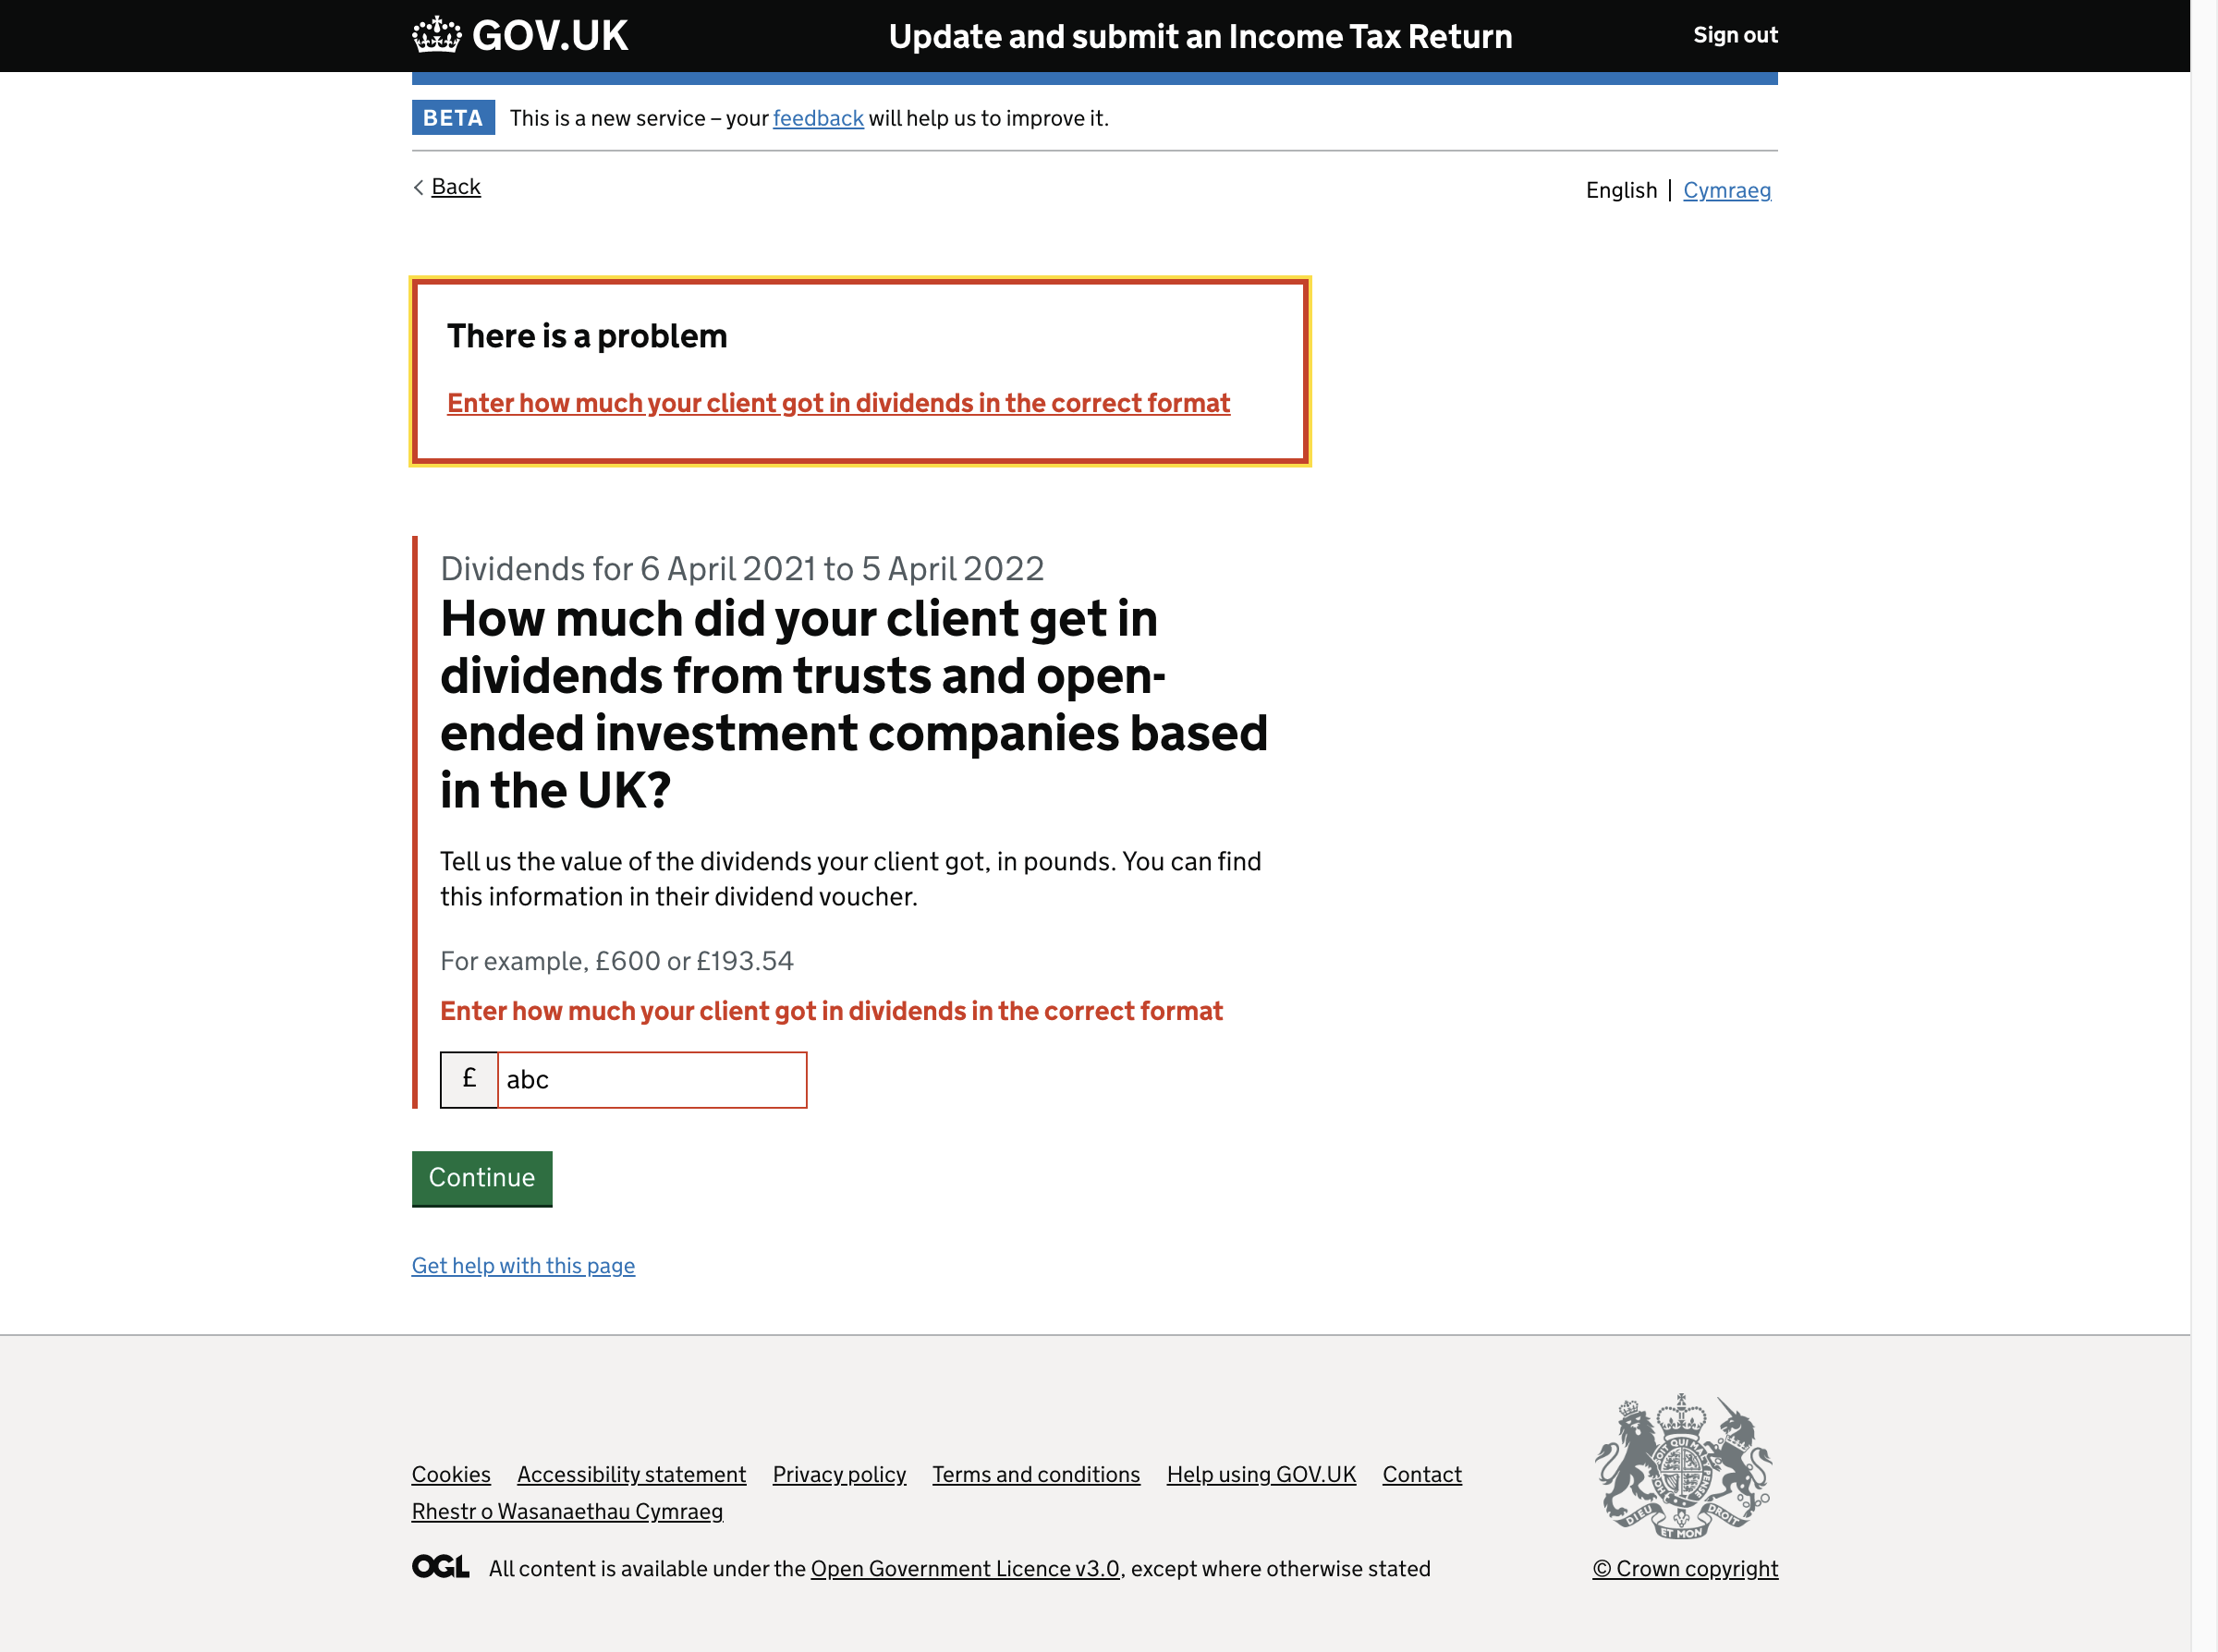 GOV.UK
Update and submit an Income Tax Return
Sign out
BETA
This is a new service – your feedback will help us to improve it.
Back
English
Cymraeg
There is a problem
Enter how much your client got in dividends in the correct format
Dividends for 6 April 2021 to 5 April 2022
How much did your client get in
dividends from trusts and open-
ended investment companies based
in the UK?
Tell us the value of the dividends your client got, in pounds. You can find
this information in their dividend voucher.
For example, £600 or £193.54
Enter how much your client got in dividends in the correct format
£ abc
Continue
Get help with this page
Cookies Accessibility statement Privacy policy Terms and conditions Help using GOV.UK Contact
Rhestr o Wasanaethau Cymraeg
OGL All content is available under the Open Government Licence v3.0, except where otherwise stated
DIEU ET MON DROIT
© Crown copyright